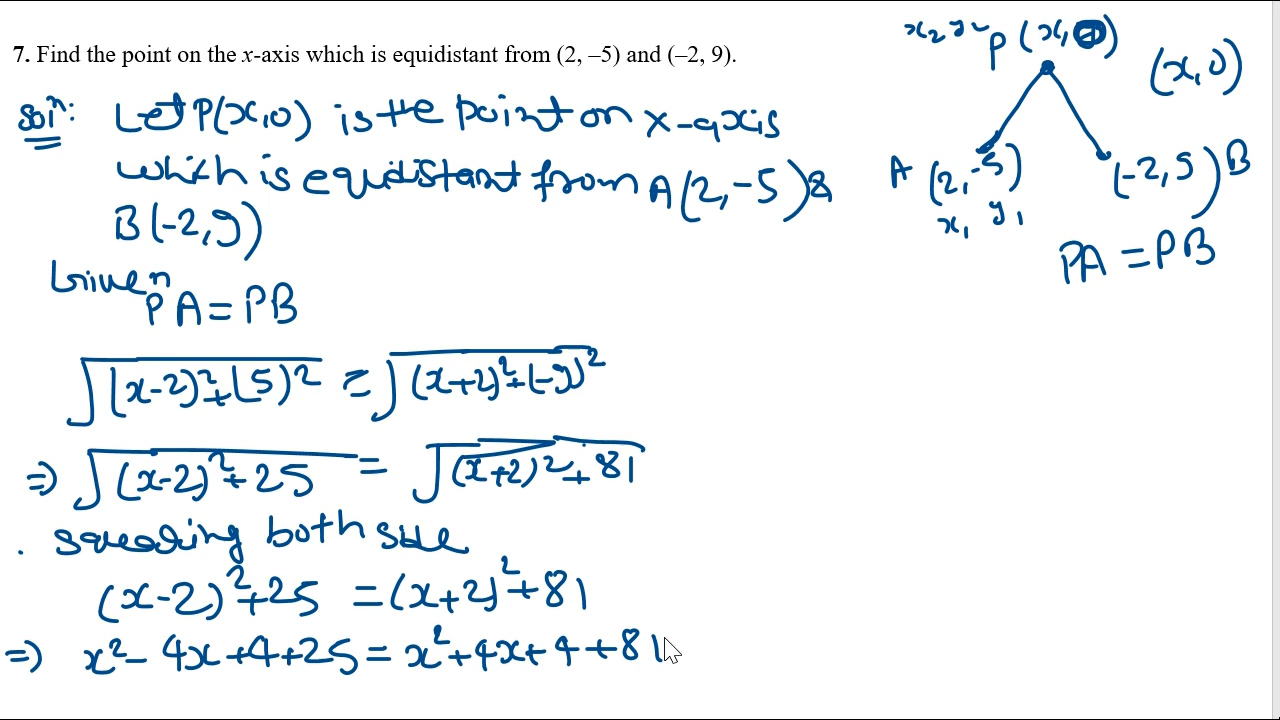 7. Find the point on the x-axis which is equidistant from (2, –5) and (–2, 9).
Solⁿ: Let P(x,0) is the point on x-axis
which is equidistant from A(2,-5) &
B(-2,9)
Given
PA = PB
√(x-2)²+(5)² = √(x+2)²+(-9)²
⇒ √(x-2)²+25 = √(x+2)²+81
. squaring both side
(x-2)²+25 = (x+2)²+81
⇒ x²-4x+4+25 = x²+4x+4+81
x₂ y₂ P(x,0)
(x,0)
A (2,-5)
x₁ y₁
(-2,9) B
PA = PB